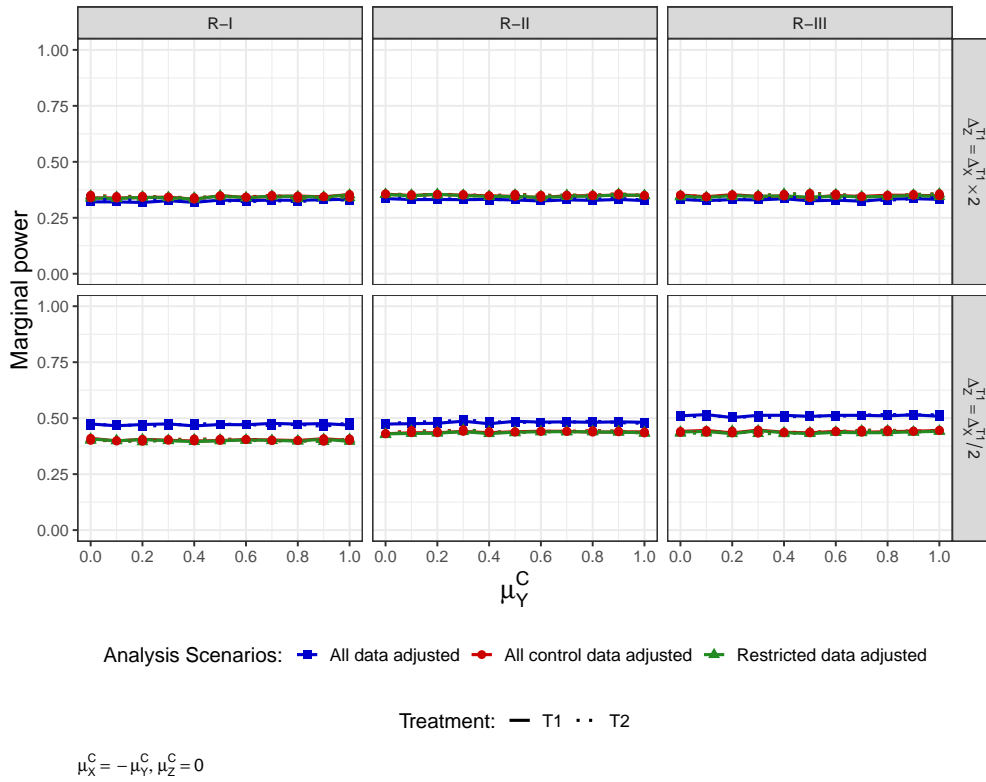 R−I R−II R−III
1.00
0.75
0.50
0.25
0.00
Δ_Z^T1 = Δ_X^T1 × 2
Marginal power
1.00
0.75
0.50
0.25
0.00
Δ_Z^T1 = Δ_X^T1/2
0.0 0.2 0.4 0.6 0.8 1.0 0.0 0.2 0.4 0.6 0.8 1.0 0.0 0.2 0.4 0.6 0.8 1.0
μ_Y^C
Analysis Scenarios: All data adjusted All control data adjusted Restricted data adjusted
Treatment: T1 T2
μ_X^C = − μ_Y^C, μ_Z^C = 0